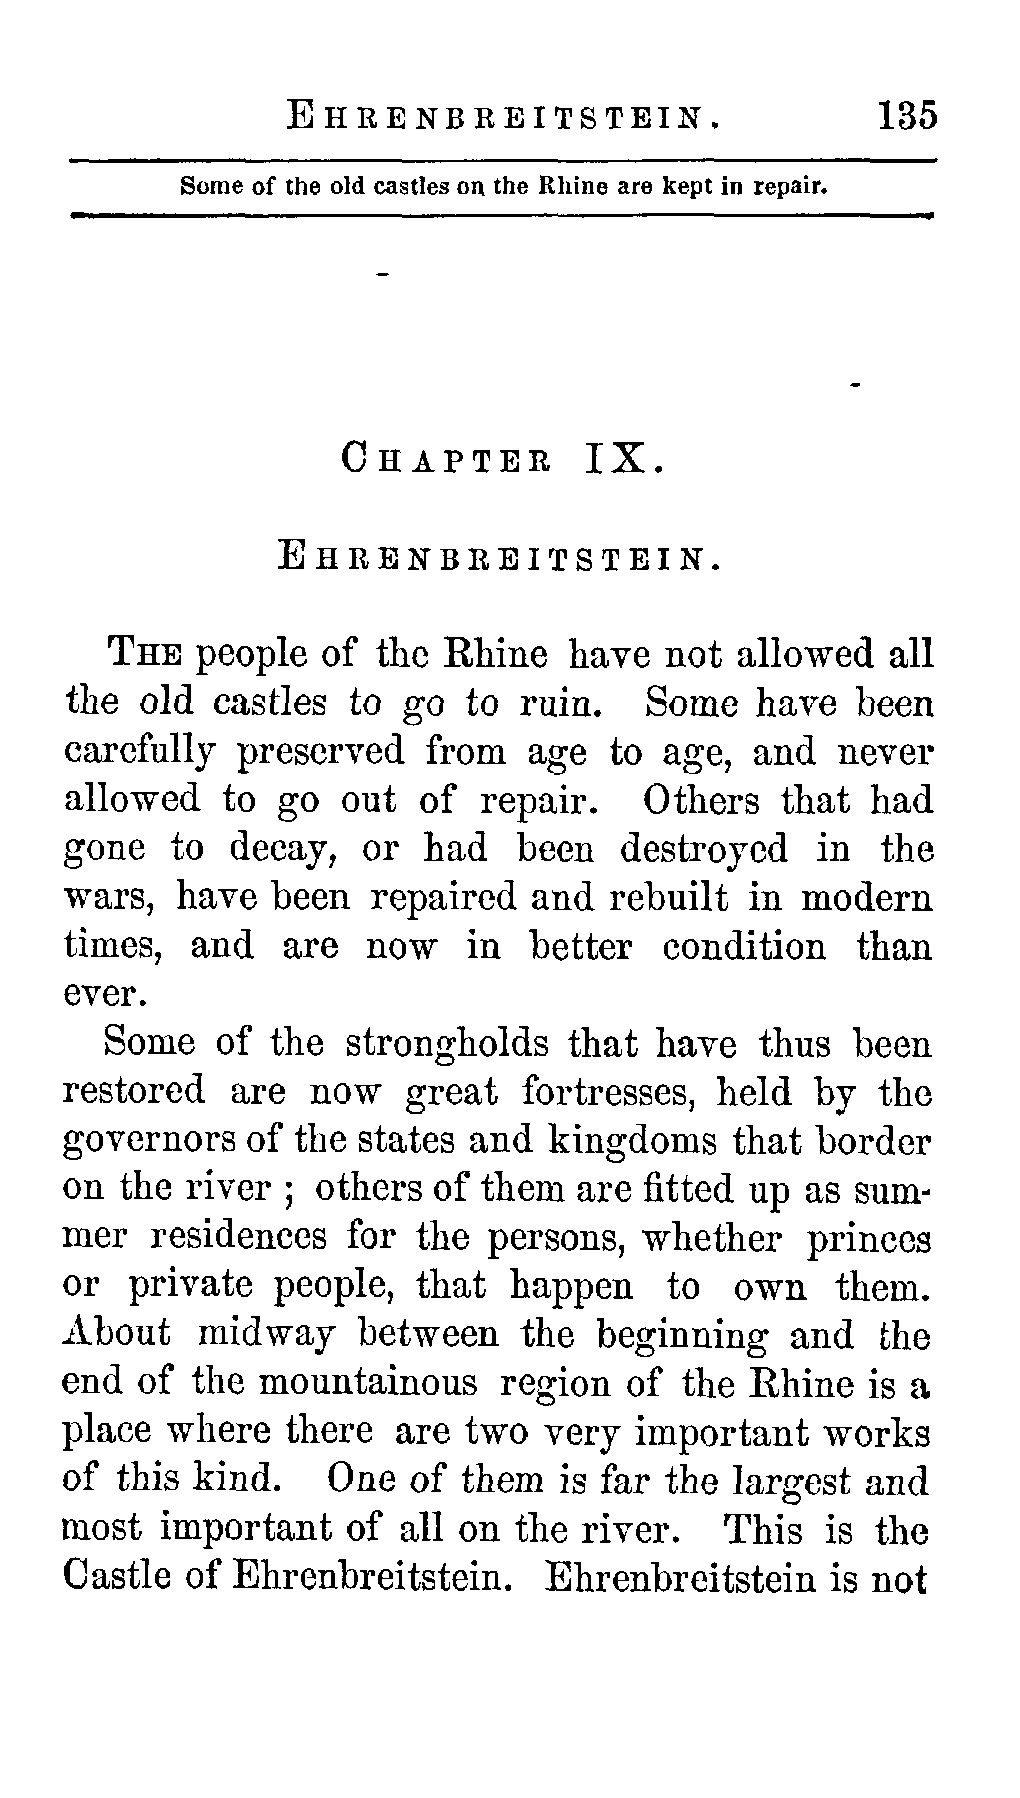 EHRENBREITSTEIN. 135
Some of the old castles on the Rhine are kept in repair.
CHAPTER IX.
EHRENBREITSTEIN.
THE people of the Rhine have not allowed all
the old castles to go to ruin. Some have been
carefully preserved from age to age, and never
allowed to go out of repair. Others that had
gone to decay, or had been destroyed in the
wars, have been repaired and rebuilt in modern
times, and are now in better condition than
ever.
Some of the strongholds that have thus been
restored are now great fortresses, held by the
governors of the states and kingdoms that border
on the river ; others of them are fitted up as sum-
mer residences for the persons, whether princes
or private people, that happen to own them.
About midway between the beginning and the
end of the mountainous region of the Rhine is a
place where there are two very important works
of this kind. One of them is far the largest and
most important of all on the river. This is the
Castle of Ehrenbreitstein. Ehrenbreitstein is not